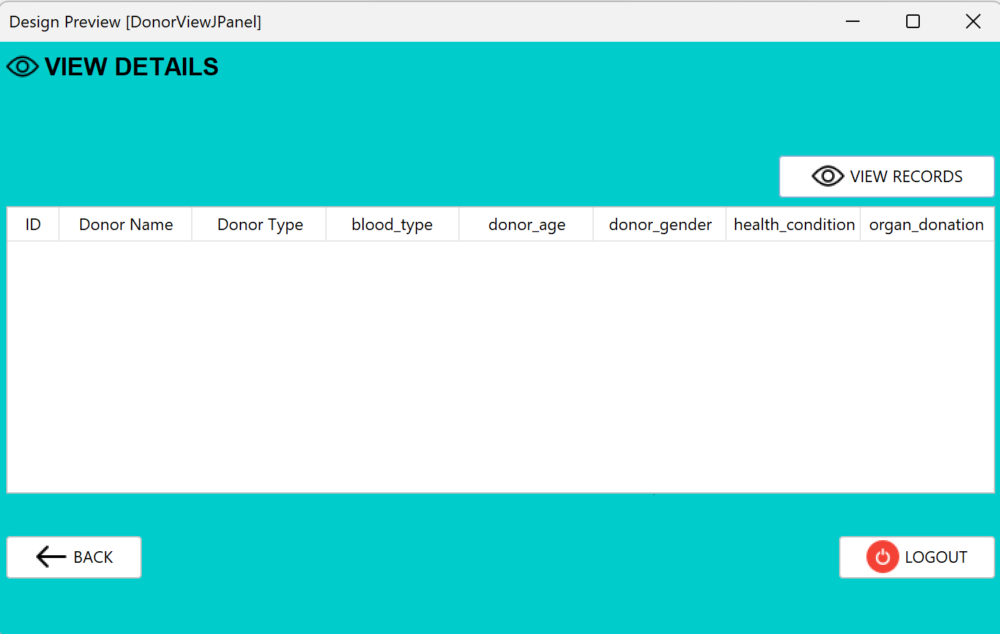 Design Preview [DonorViewJPanel]
VIEW DETAILS
VIEW RECORDS
ID Donor Name Donor Type blood_type donor_age donor_gender health_condition organ_donation
BACK
LOGOUT